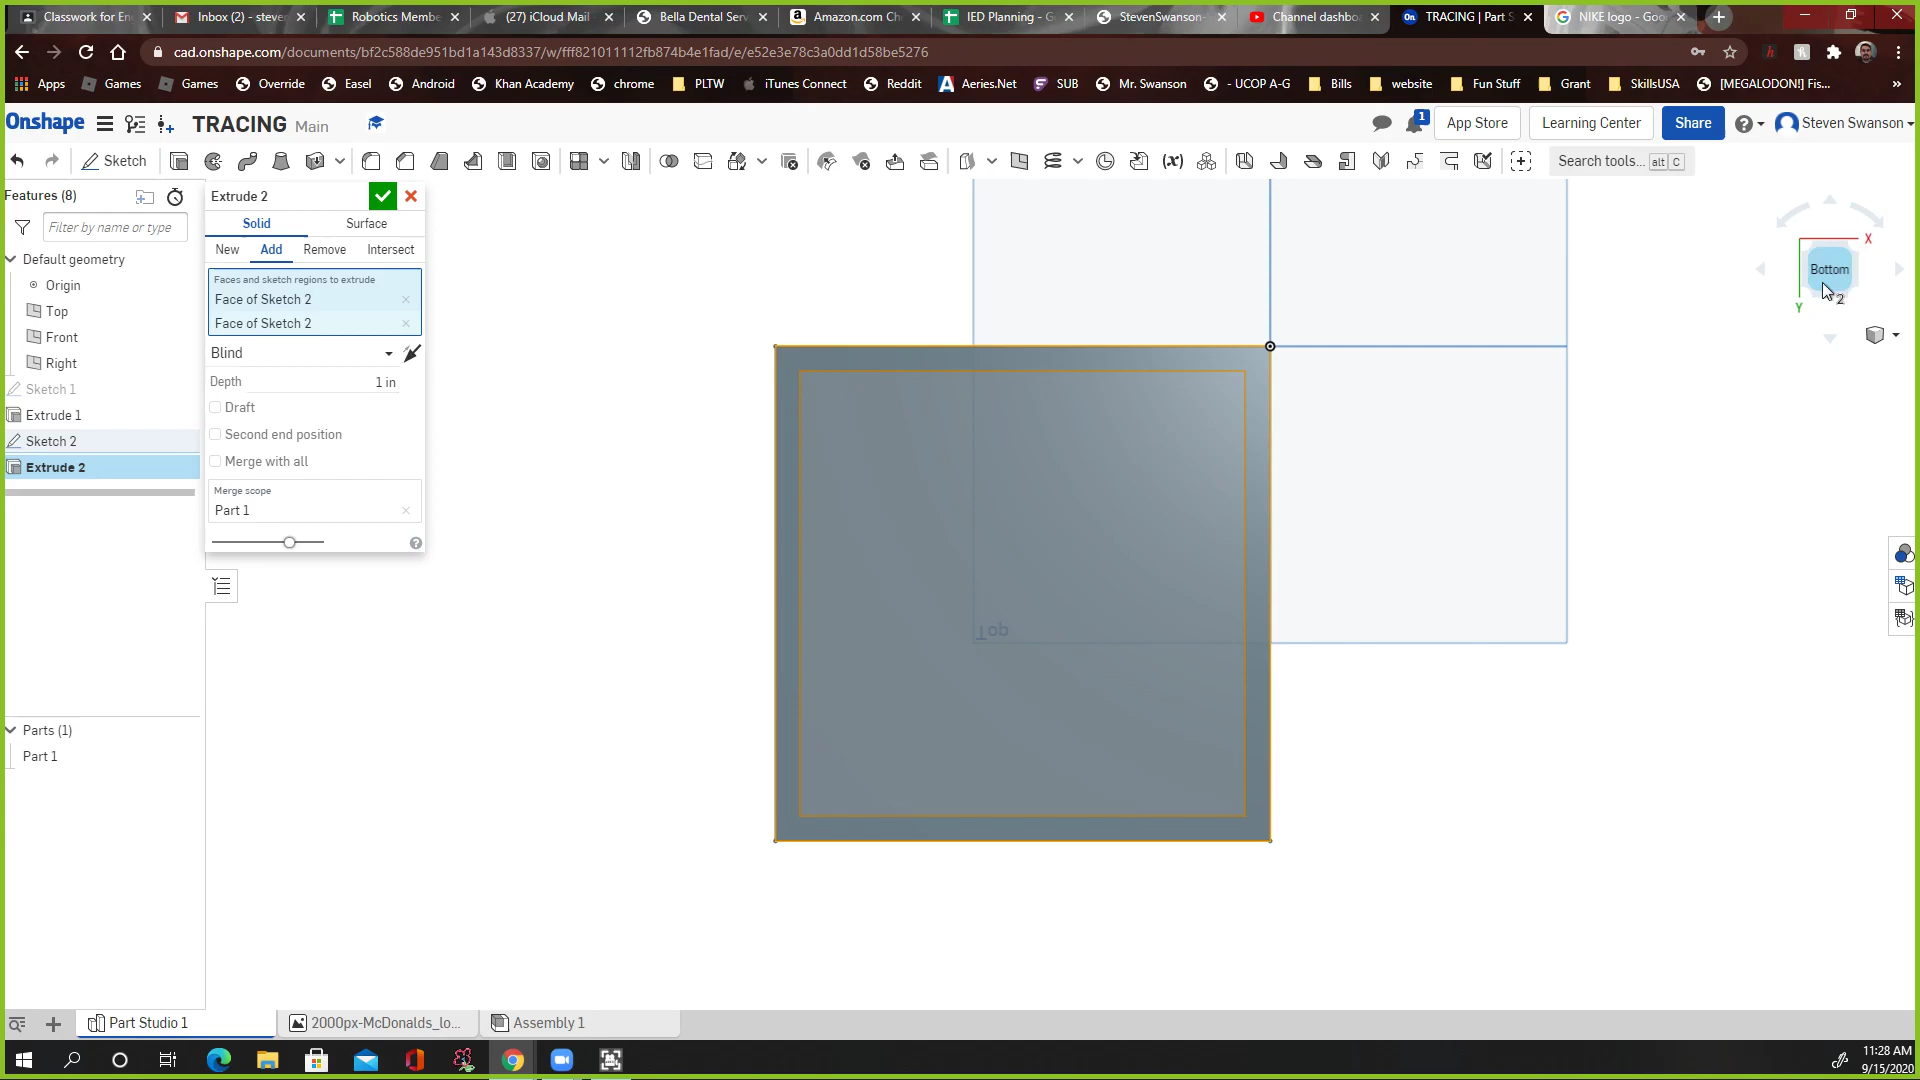 Classwork for En
Inbox (2) - steven
Robotics Membe
(27) iCloud Mail
Bella Dental Serv
Amazon.com Ch
IED Planning - G
StevenSwanson-
Channel dashbo
TRACING | Part S
NIKE logo - Goo
cad.onshape.com/documents/bf2c588de951bd1a143d8337/w/fff821011112fb874b4e1fad/e/e52e3e78c3a0dd1d58be5276
Apps
Games
Games
Override
Easel
Android
Khan Academy
chrome
PLTW
iTunes Connect
Reddit
Aeries.Net
SUB
Mr. Swanson
- UCOP A-G
Bills
website
Fun Stuff
Grant
SkillsUSA
[MEGALODON!] Fis...
»
Onshape
TRACING Main
1
App Store
Learning Center
Share
Steven Swanson
Sketch
Search tools... alt C
Features (8)
Filter by name or type
Default geometry
Origin
Top
Front
Right
Sketch 1
Extrude 1
Sketch 2
Extrude 2
Extrude 2
Solid
Surface
New
Add
Remove
Intersect
Faces and sketch regions to extrude
Face of Sketch 2
Face of Sketch 2
Blind
Depth
1 in
Draft
Second end position
Merge with all
Merge scope
Part 1
Top
X
Bottom
2
Y
Parts (1)
Part 1
Part Studio 1
2000px-McDonalds_lo...
Assembly 1
11:28 AM
9/15/2020